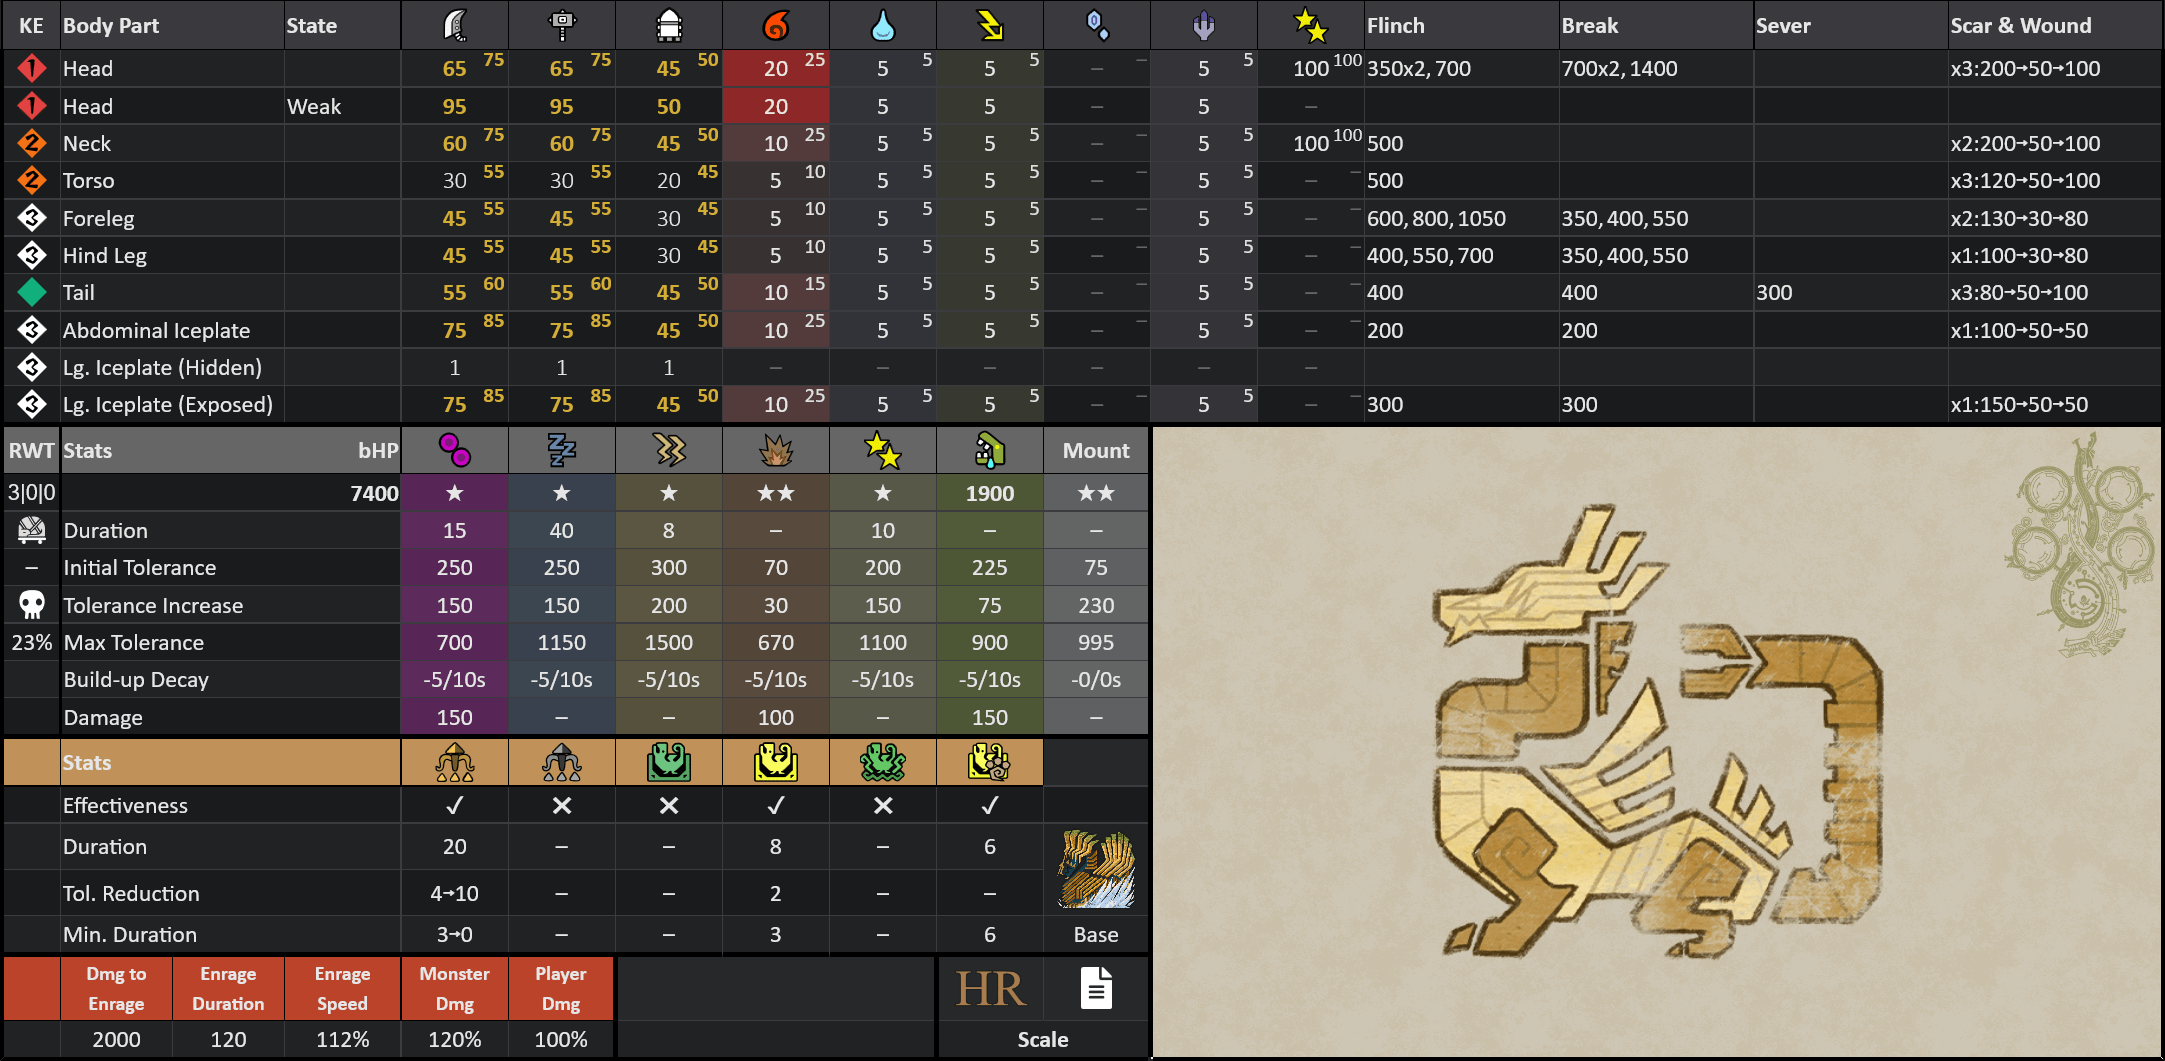 KE Body Part State Flinch Break Sever Scar & Wound
1 Head 65 75 65 75 45 50 20 25 5 5 5 5 – – 5 5 100 100 350x2, 700 700x2, 1400 x3:200→50→100
1 Head Weak 95 95 50 20 5 5 – 5 –
2 Neck 60 75 60 75 45 50 10 25 5 5 5 5 – – 5 5 100 100 500 x2:200→50→100
2 Torso 30 55 30 55 20 45 5 10 5 5 5 5 – – 5 5 – – 500 x3:120→50→100
3 Foreleg 45 55 45 55 30 45 5 10 5 5 5 5 – – 5 5 – – 600, 800, 1050 350, 400, 550 x2:130→30→80
3 Hind Leg 45 55 45 55 30 45 5 10 5 5 5 5 – – 5 5 – – 400, 550, 700 350, 400, 550 x1:100→30→80
Tail 55 60 55 60 45 50 10 15 5 5 5 5 – – 5 5 – – 400 400 300 x3:80→50→100
3 Abdominal Iceplate 75 85 75 85 45 50 10 25 5 5 5 5 – – 5 5 – – 200 200 x1:100→50→50
3 Lg. Iceplate (Hidden) 1 1 1 – – – – – –
3 Lg. Iceplate (Exposed) 75 85 75 85 45 50 10 25 5 5 5 5 – – 5 5 – – 300 300 x1:150→50→50
RWT Stats bHP Mount
3|0|0 7400 ★ ★ ★ ★★ ★ 1900 ★★
Duration 15 40 8 – 10 – –
– Initial Tolerance 250 250 300 70 200 225 75
Tolerance Increase 150 150 200 30 150 75 230
23% Max Tolerance 700 1150 1500 670 1100 900 995
Build-up Decay -5/10s -5/10s -5/10s -5/10s -5/10s -5/10s -0/0s
Damage 150 – – 100 – 150 –
Stats
Effectiveness ✓ ✕ ✕ ✓ ✕ ✓
Duration 20 – – 8 – 6
Tol. Reduction 4→10 – – 2 – –
Min. Duration 3→0 – – 3 – 6 Base
Dmg to Enrage Enrage Duration Enrage Speed Monster Dmg Player Dmg HR
2000 120 112% 120% 100% Scale